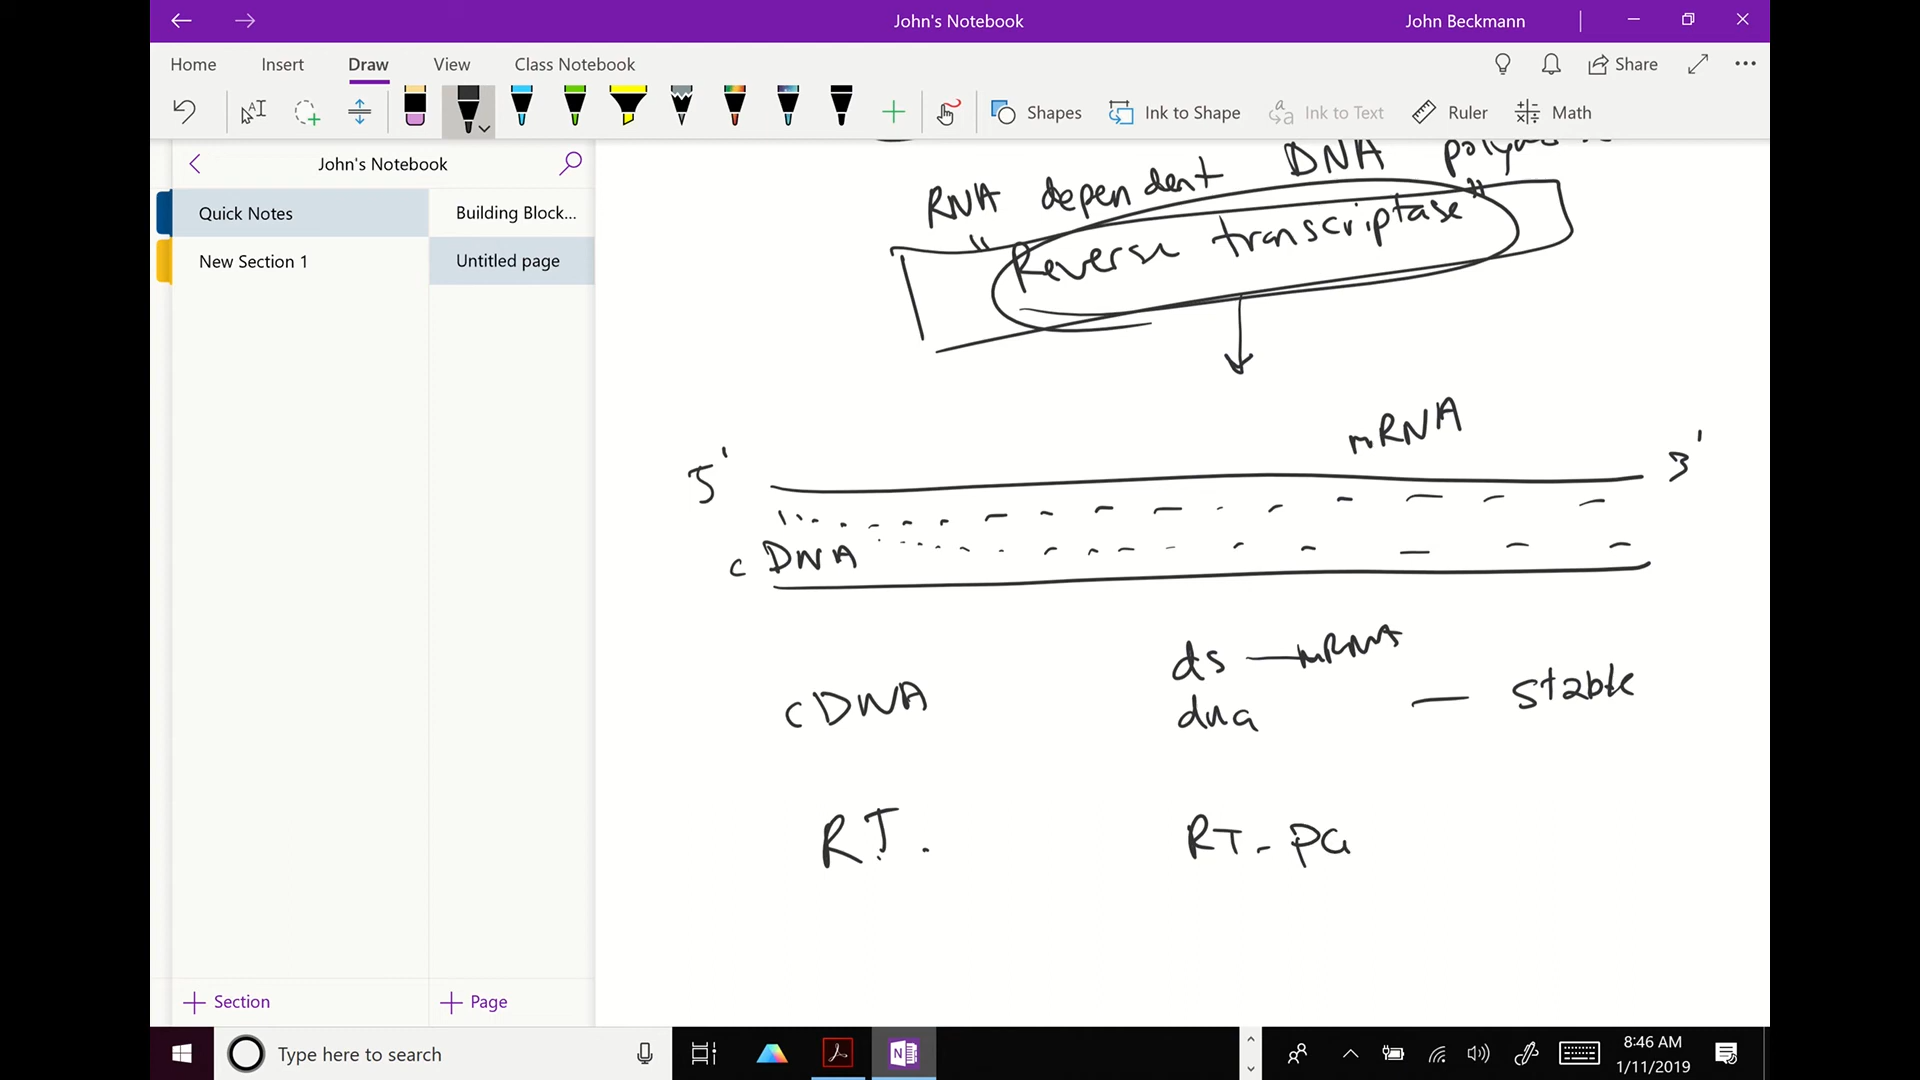 John's Notebook
John Beckmann
Home Insert Draw View Class Notebook
Share
Shapes Ink to Shape Ink to Text Ruler Math
John's Notebook
Quick Notes
New Section 1
Building Block...
Untitled page
RNA dependent DNA
"Reverse transcriptase"
mRNA
5' 3'
cDNA
ds — mRNA
dna — stable
cDNA
RT. RT-PC
Section
Page
Type here to search
8:46 AM
1/11/2019